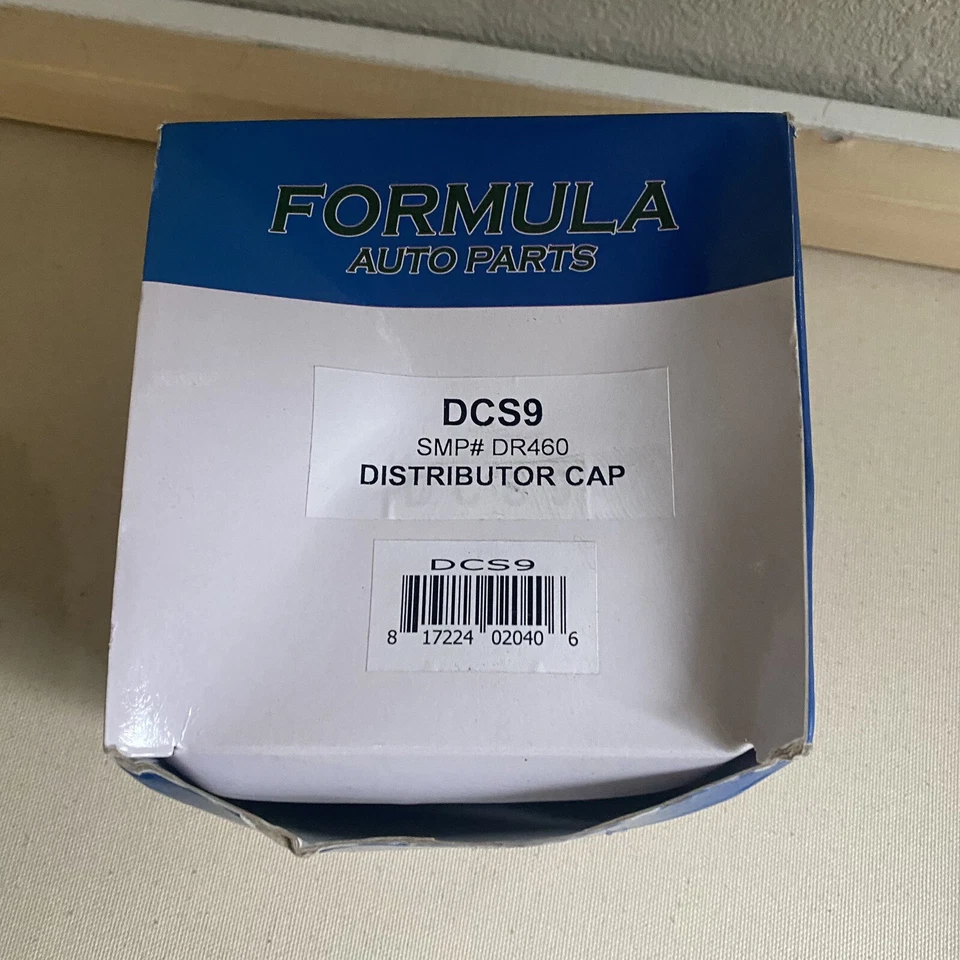 FORMULA
AUTO PARTS
DCS9
SMP# DR460
DISTRIBUTOR CAP
DCS9
8 17224 02040 6